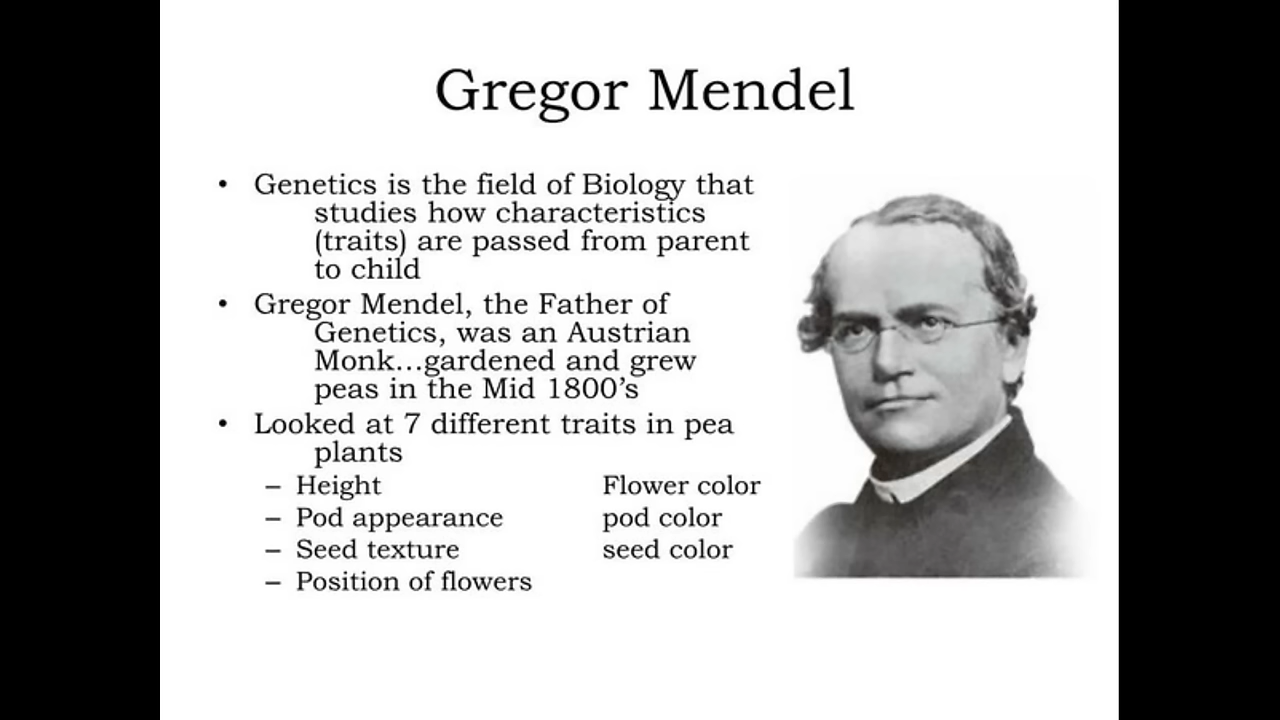 Gregor Mendel
• Genetics is the field of Biology that
studies how characteristics
(traits) are passed from parent
to child
• Gregor Mendel, the Father of
Genetics, was an Austrian
Monk…gardened and grew
peas in the Mid 1800’s
• Looked at 7 different traits in pea
plants
– Height Flower color
– Pod appearance pod color
– Seed texture seed color
– Position of flowers